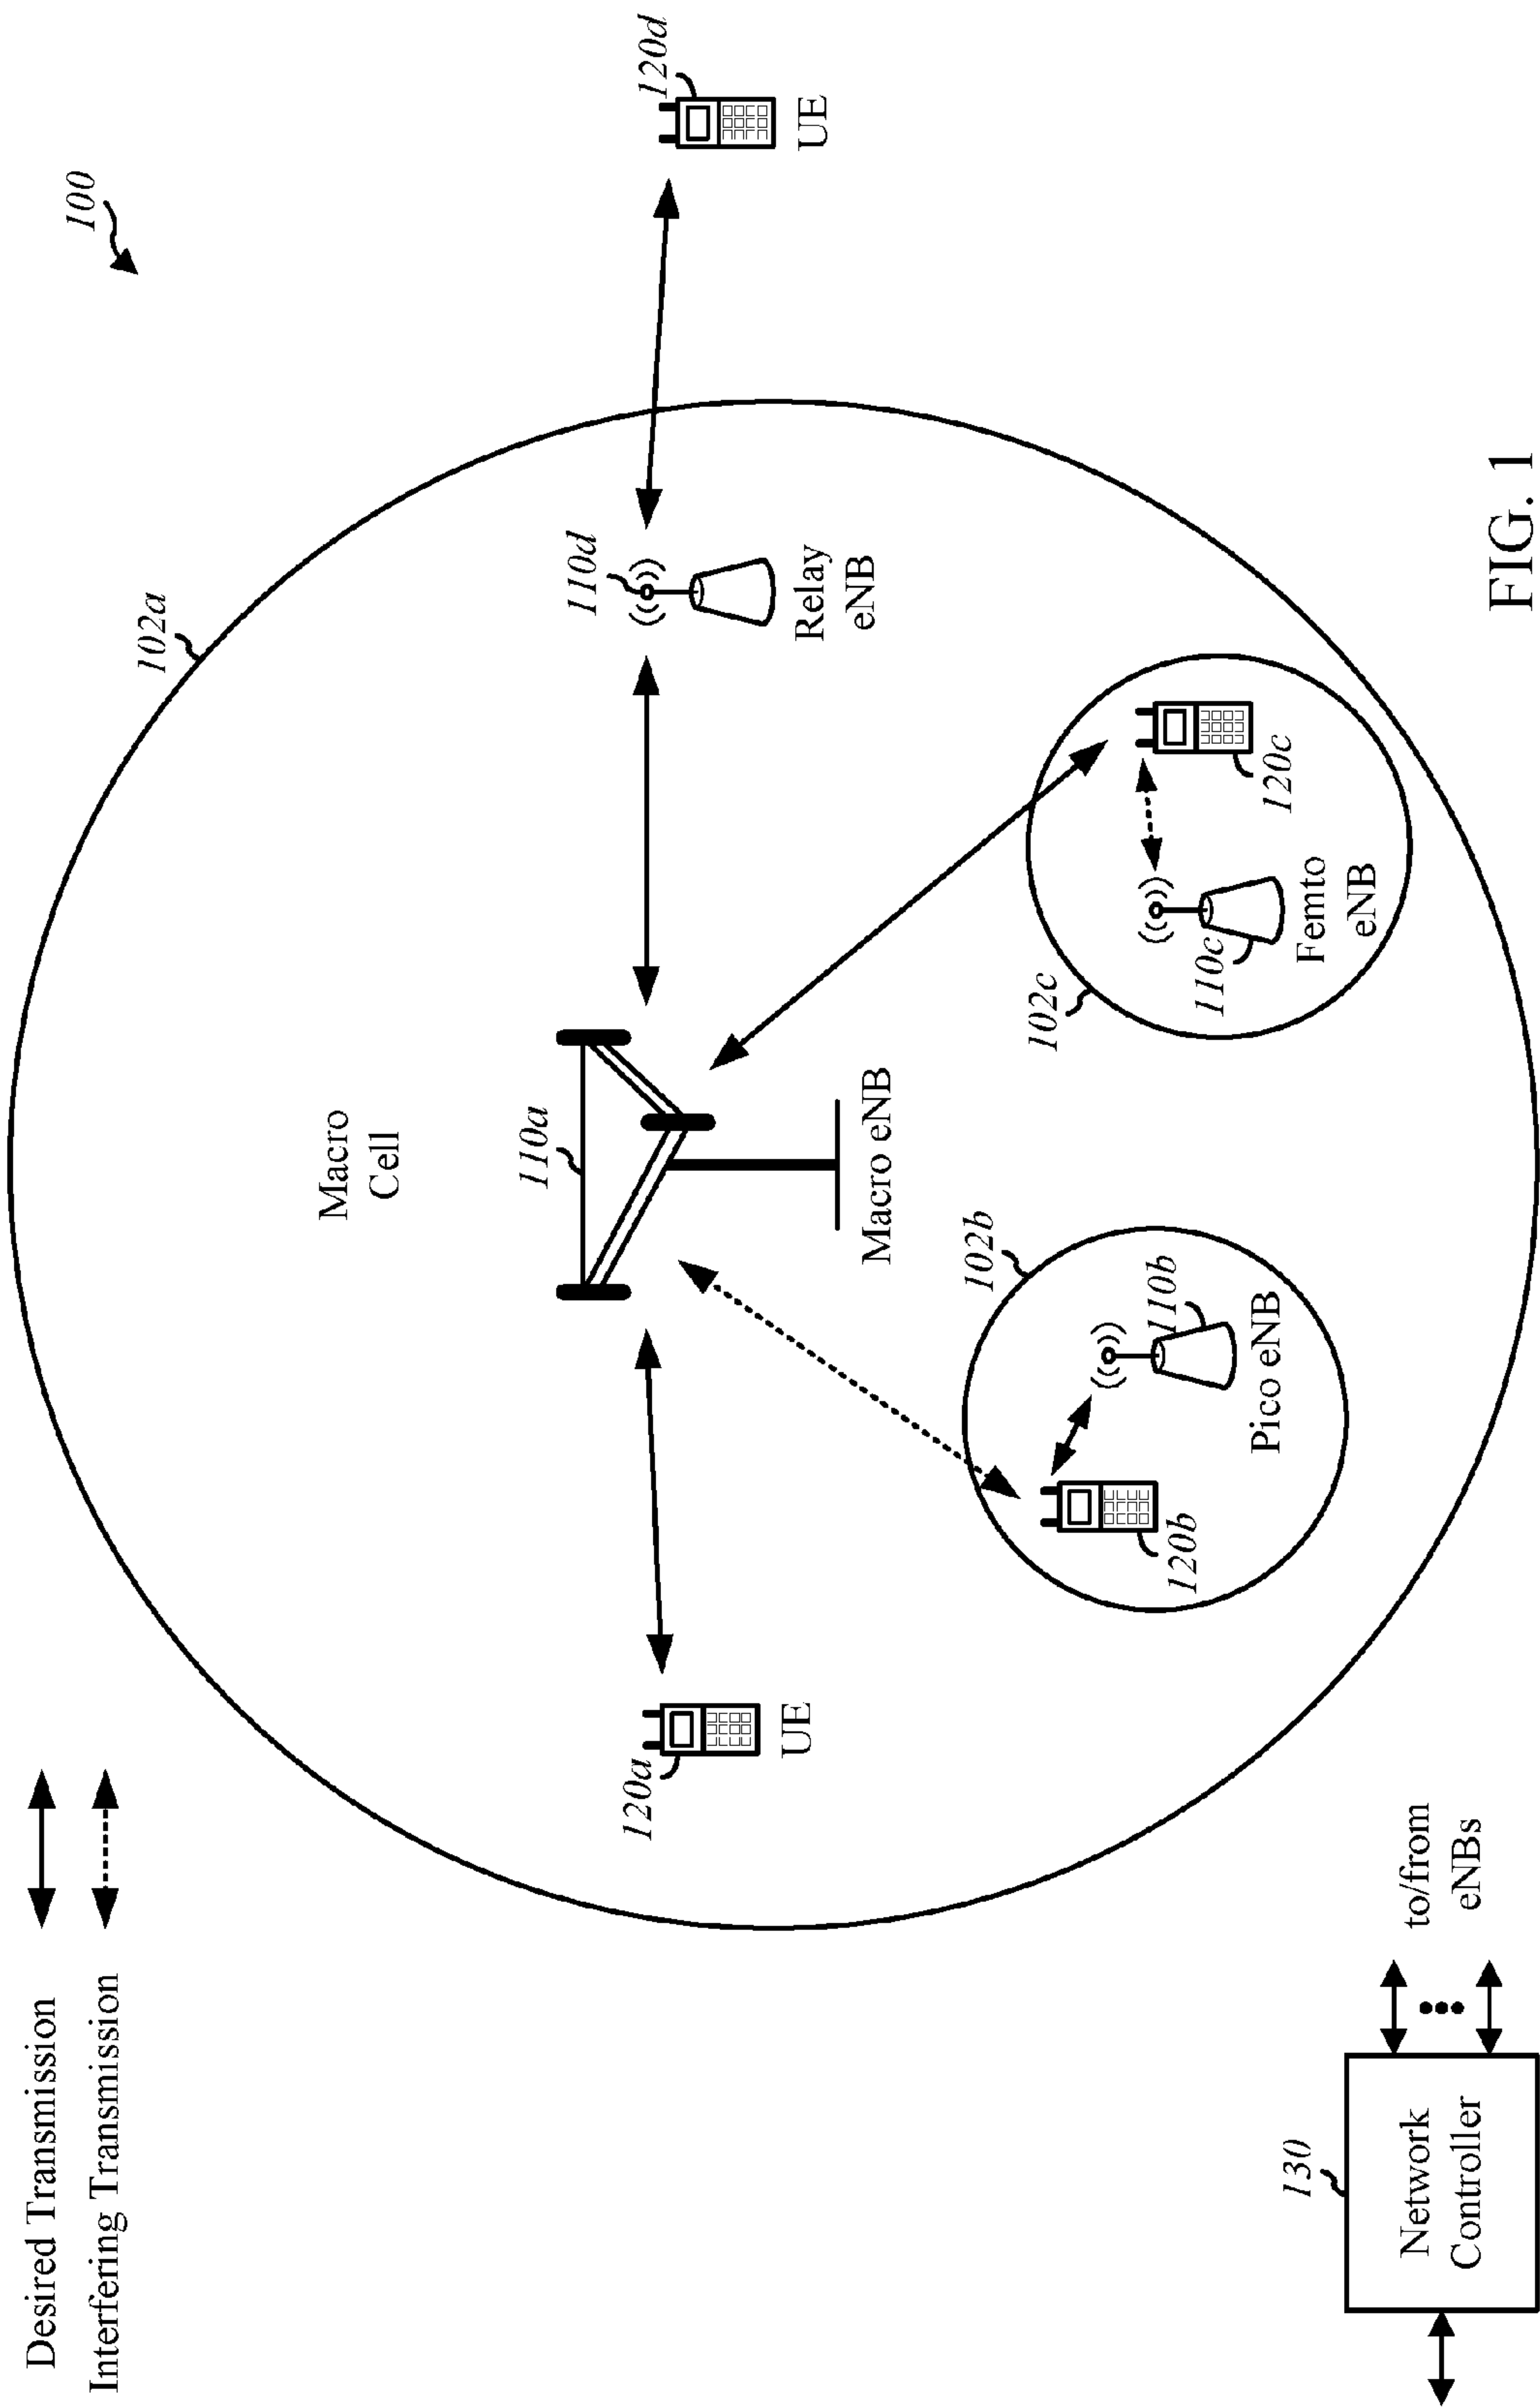 Desired Transmission
Interfering Transmission
100
102a
Macro
Cell
110a
110d
120a
120d
UE
Relay
eNB
UE
Macro eNB
102b
102c
110b
110c
120b
120c
Pico eNB
Femto
eNB
130
Network
Controller
to/from
eNBs
FIG. 1